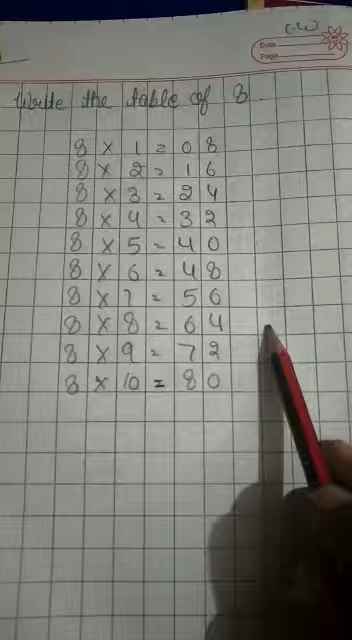 C.W
Date
Page
Write the table of 8.
8 × 1 = 08
8 × 2 = 16
8 × 3 = 24
8 × 4 = 32
8 × 5 = 40
8 × 6 = 48
8 × 7 = 56
8 × 8 = 64
8 × 9 = 72
8 × 10 = 80